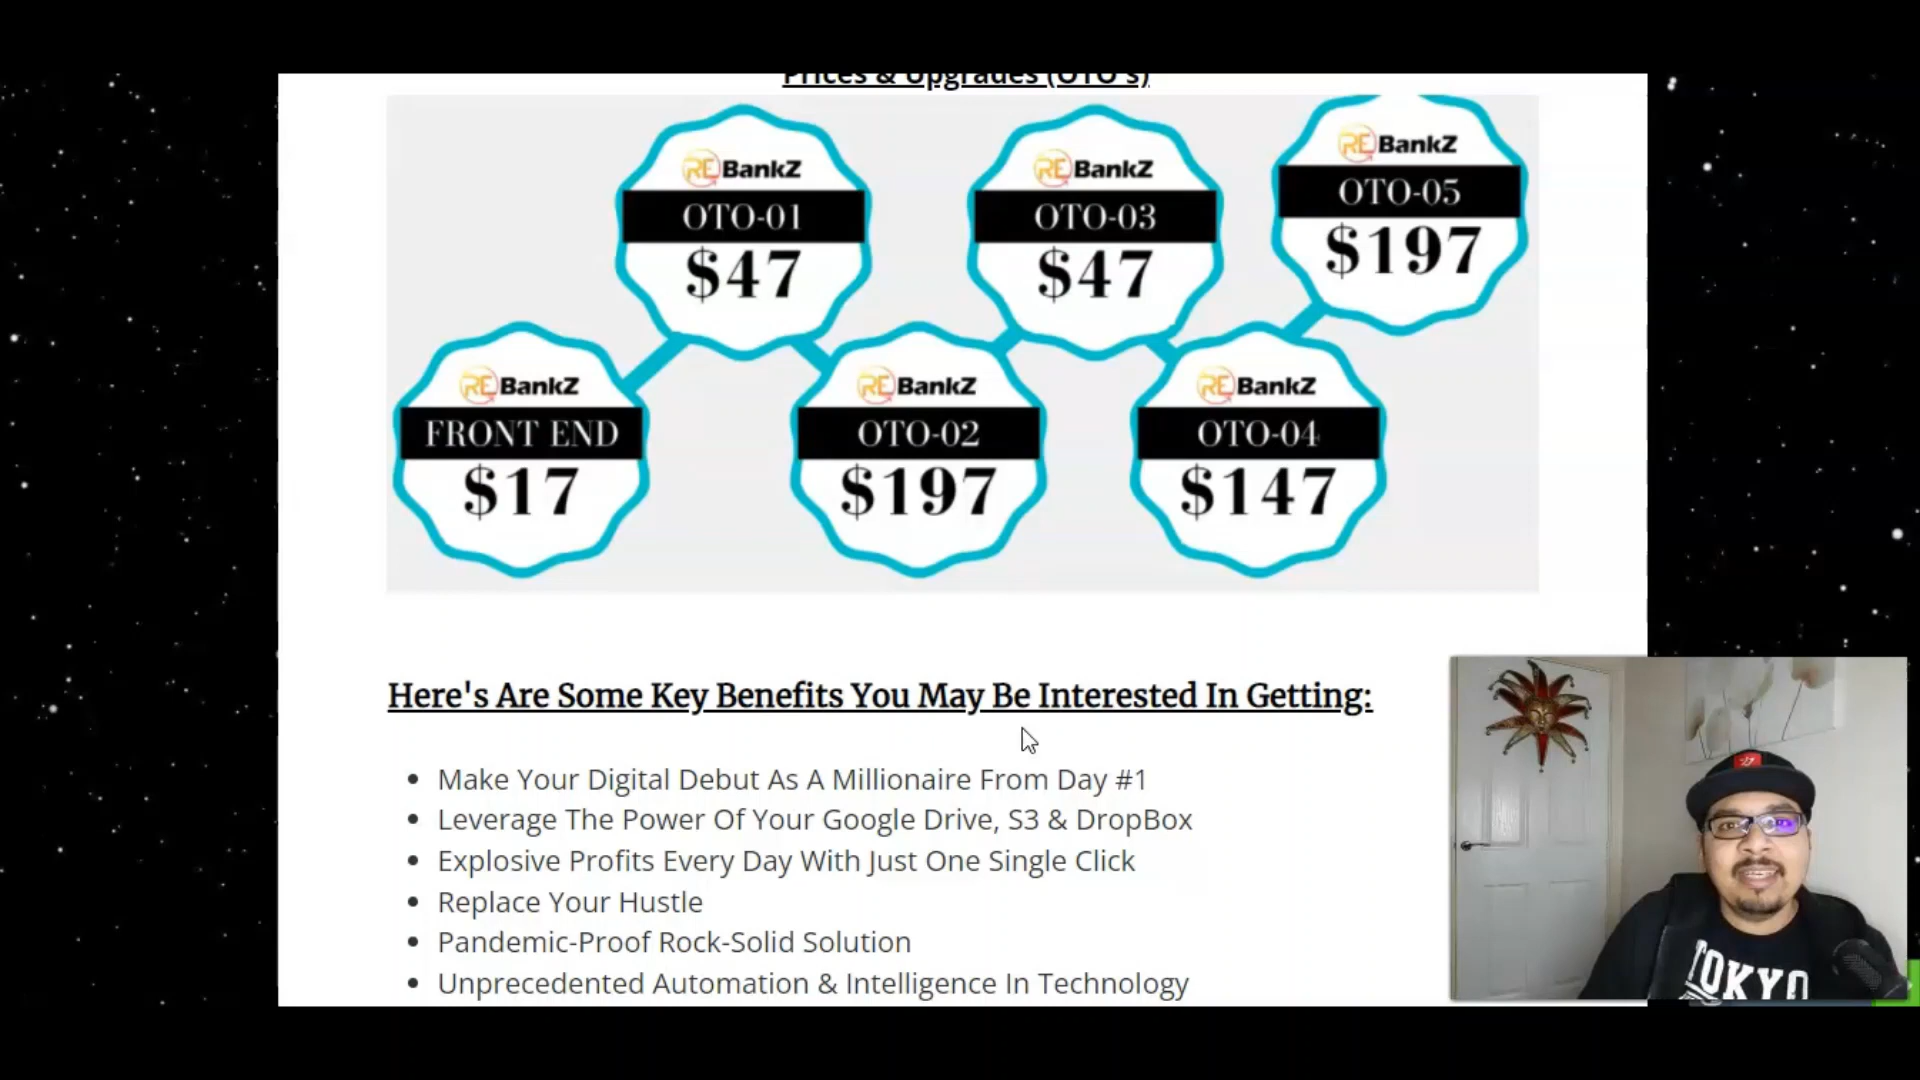 Prices & Upgrades (OTO's)
REBankZ
OTO-01
$47
REBankZ
OTO-03
$47
REBankZ
OTO-05
$197
REBankZ
FRONT END
$17
REBankZ
OTO-02
$197
REBankZ
OTO-04
$147
Here's Are Some Key Benefits You May Be Interested In Getting:
Make Your Digital Debut As A Millionaire From Day #1
Leverage The Power Of Your Google Drive, S3 & DropBox
Explosive Profits Every Day With Just One Single Click
Replace Your Hustle
Pandemic-Proof Rock-Solid Solution
Unprecedented Automation & Intelligence In Technology
TOKYO